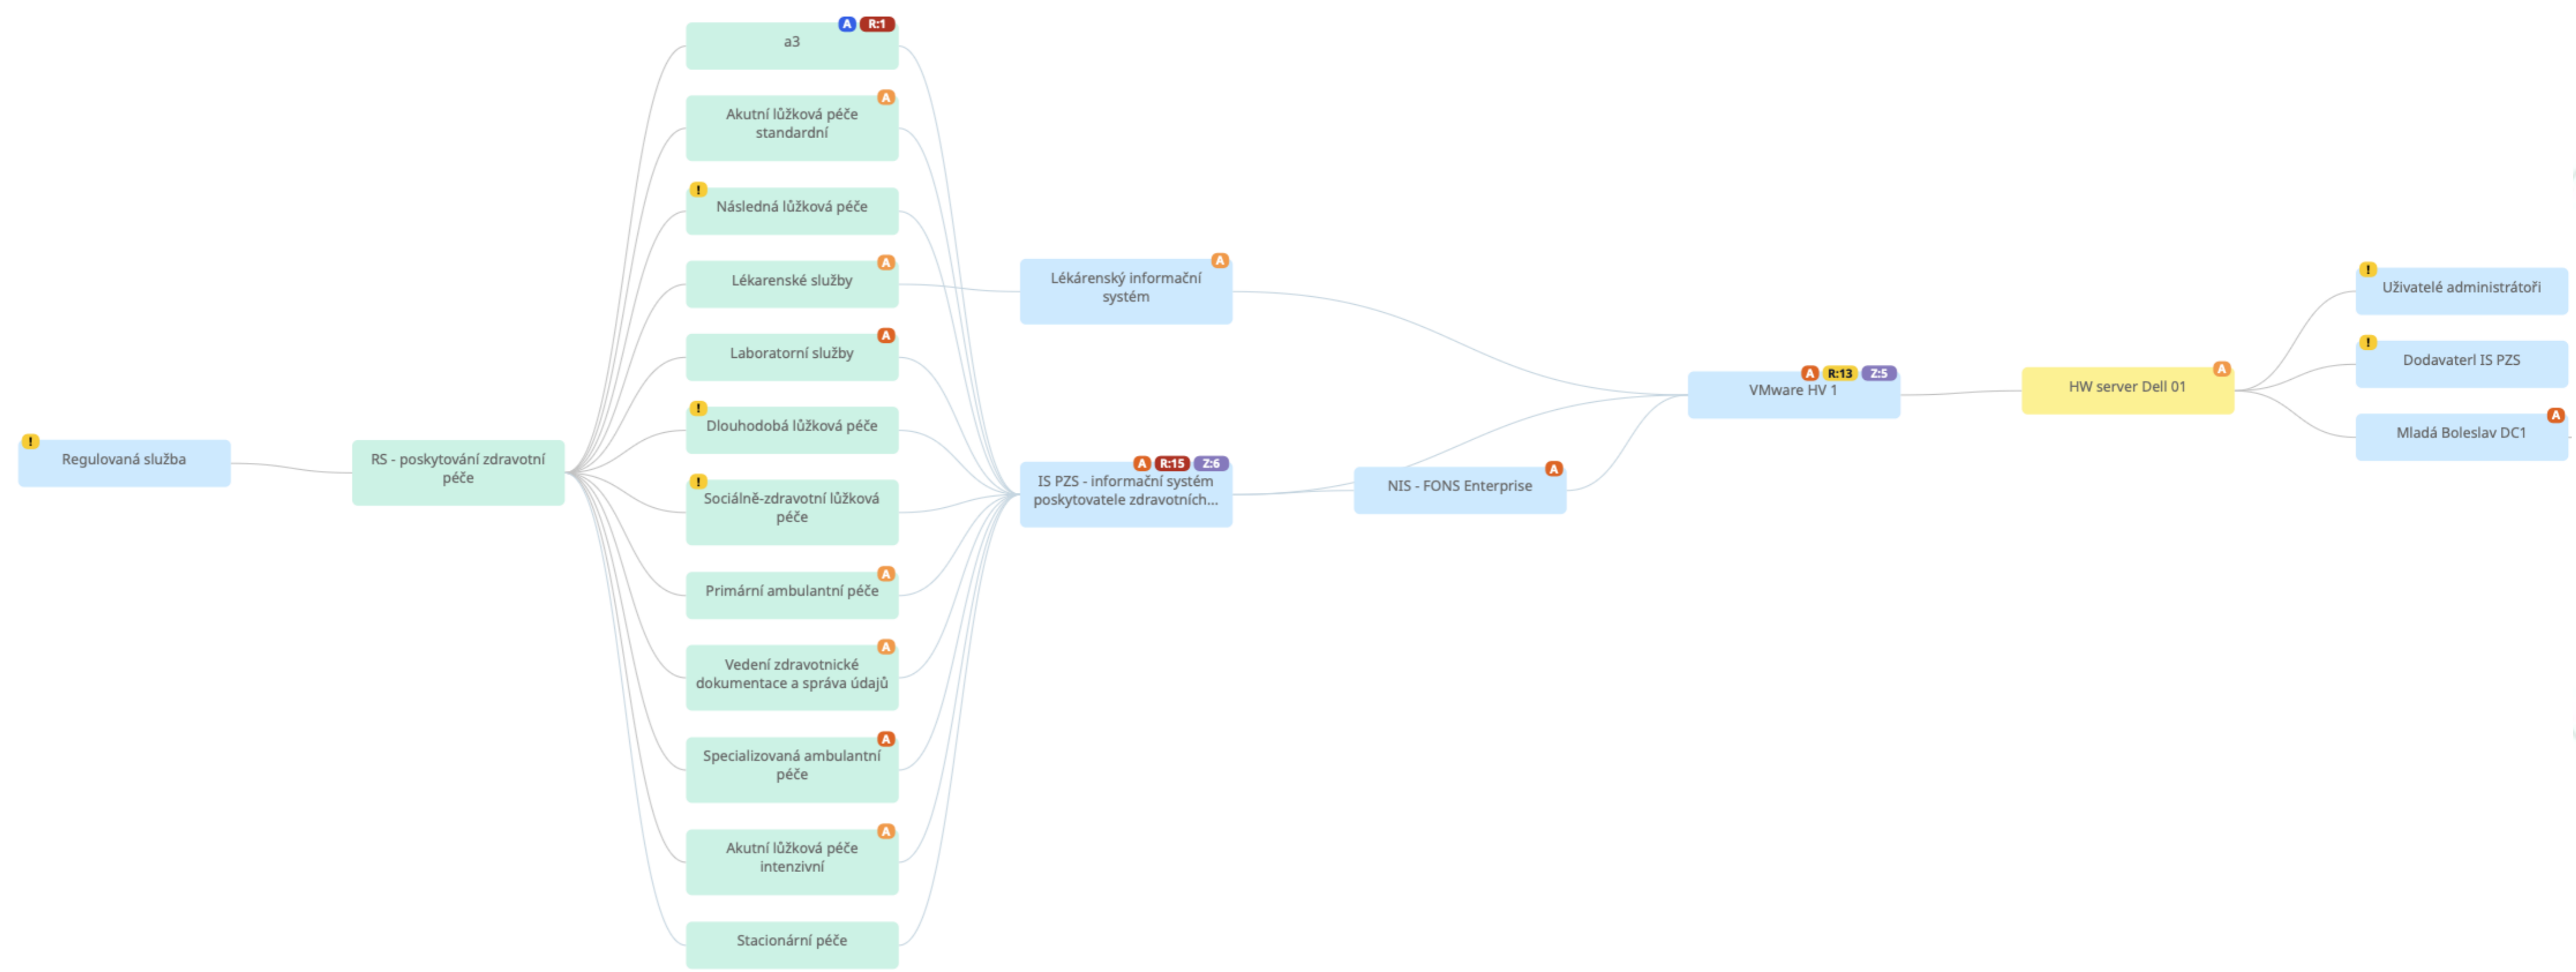 A R:1
a3
A
Akutní lůžková péče
standardní
!
Následná lůžková péče
A
Lékarenské služby
A
Laboratorní služby
!
Dlouhodobá lůžková péče
!
Sociálně-zdravotní lůžková
péče
A
Primární ambulantní péče
A
Vedení zdravotnické
dokumentace a správa údajů
A
Specializovaná ambulantní
péče
A
Akutní lůžková péče
intenzivní
Stacionární péče
!
Regulovaná služba
RS - poskytování zdravotní
péče
A
Lékárenský informační
systém
A R:15 Z:6
IS PZS - informační systém
poskytovatele zdravotních...
A
NIS - FONS Enterprise
A R:13 Z:5
VMware HV 1
A
HW server Dell 01
!
Uživatelé administrátoři
!
Dodavaterl IS PZS
A
Mladá Boleslav DC1